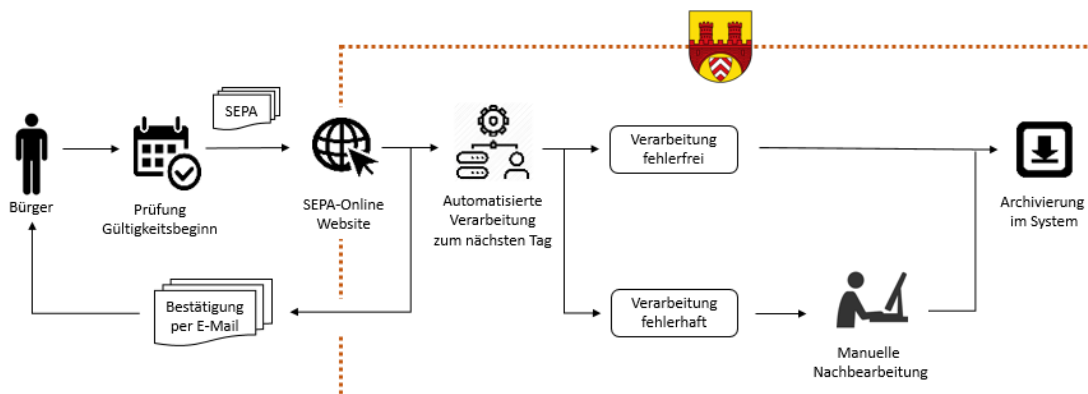 SEPA
Bürger
Prüfung
Gültigkeitsbeginn
SEPA-Online
Website
Automatisierte
Verarbeitung
zum nächsten Tag
Verarbeitung
fehlerfrei
Archivierung
im System
Bestätigung
per E-Mail
Verarbeitung
fehlerhaft
Manuelle
Nachbearbeitung